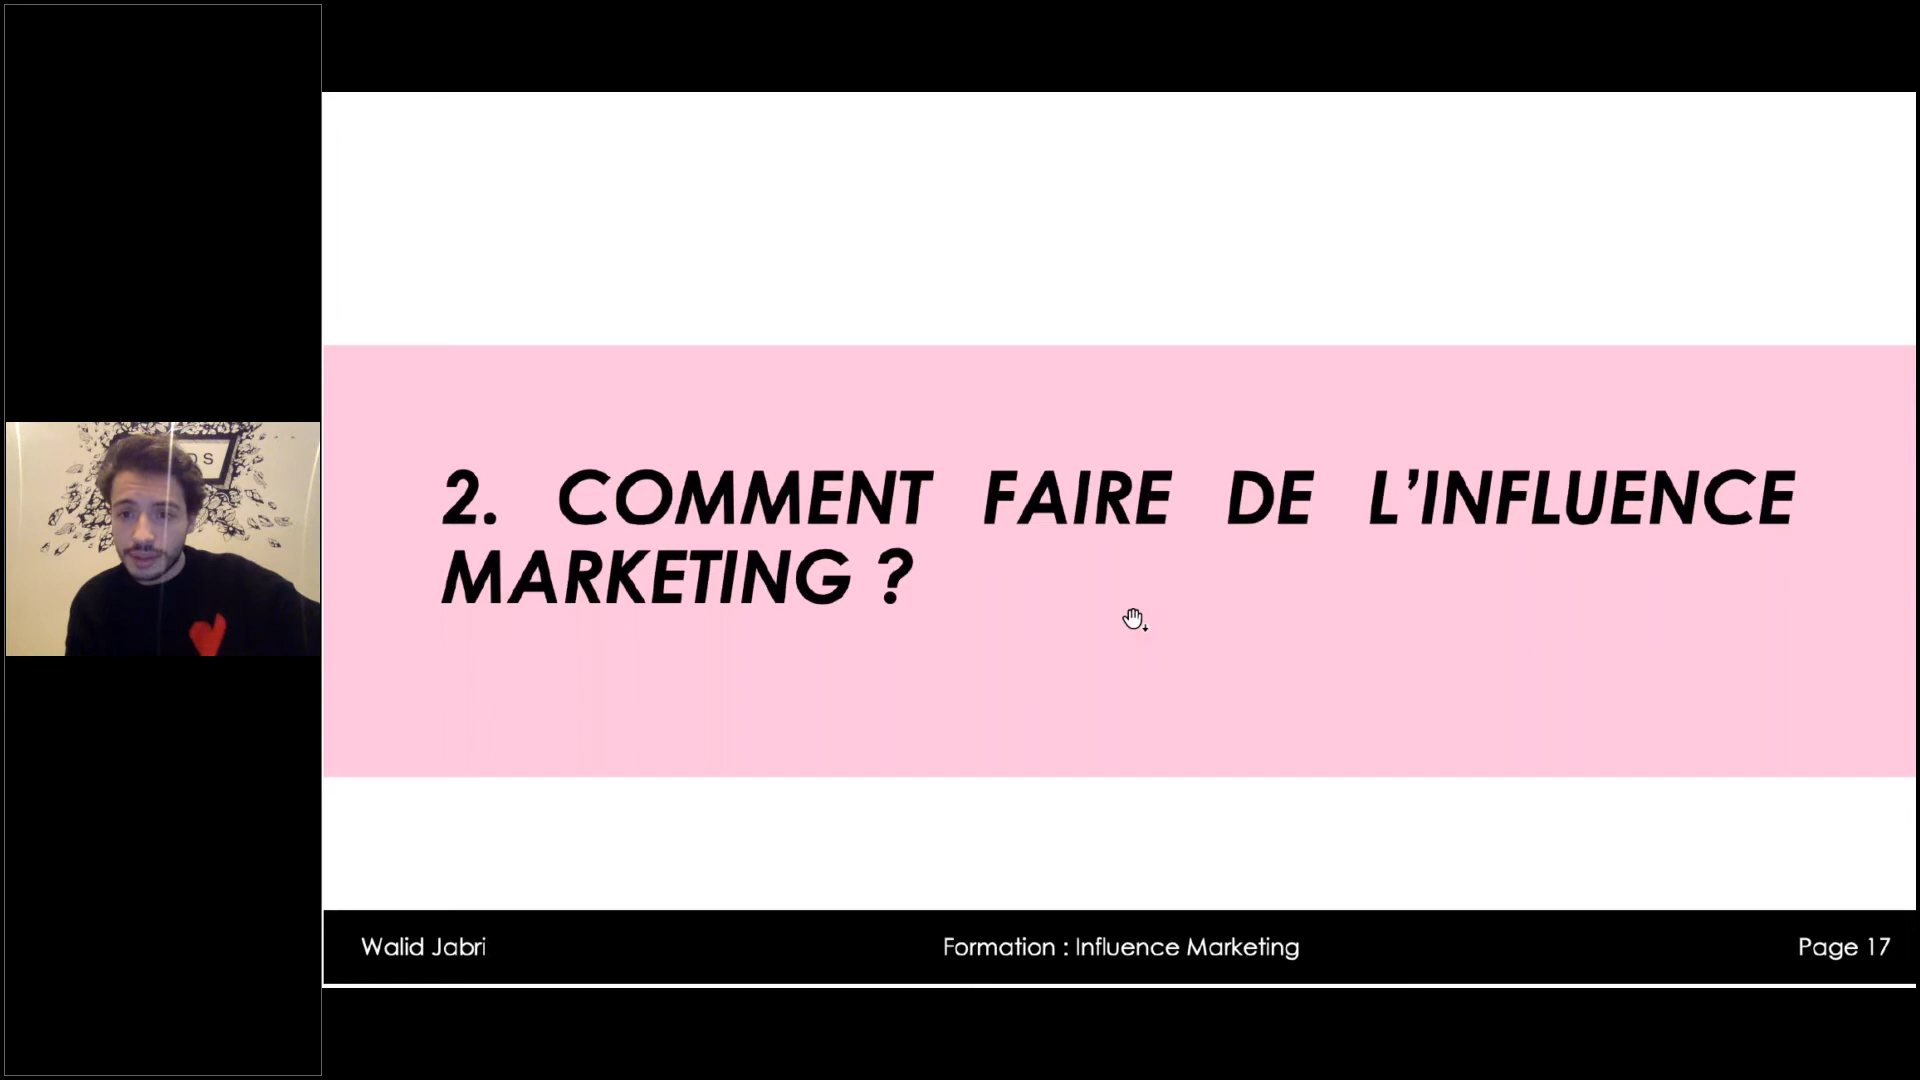 2. COMMENT FAIRE DE L’INFLUENCE
MARKETING ?
Walid Jabri
Formation : Influence Marketing
Page 17